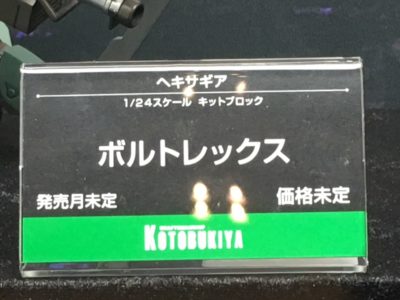 ヘキサギア
1/24スケール キットブロック
ボルトレックス
発売月未定 価格未定
KOTOBUKIYA